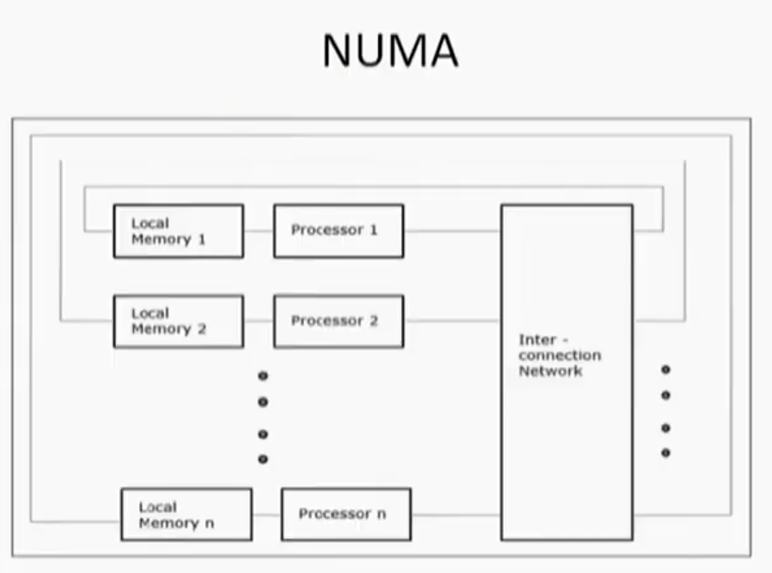 NUMA
Local
Memory 1
Processor 1
Local
Memory 2
Processor 2
Inter -
connection
Network
Local
Memory n
Processor n